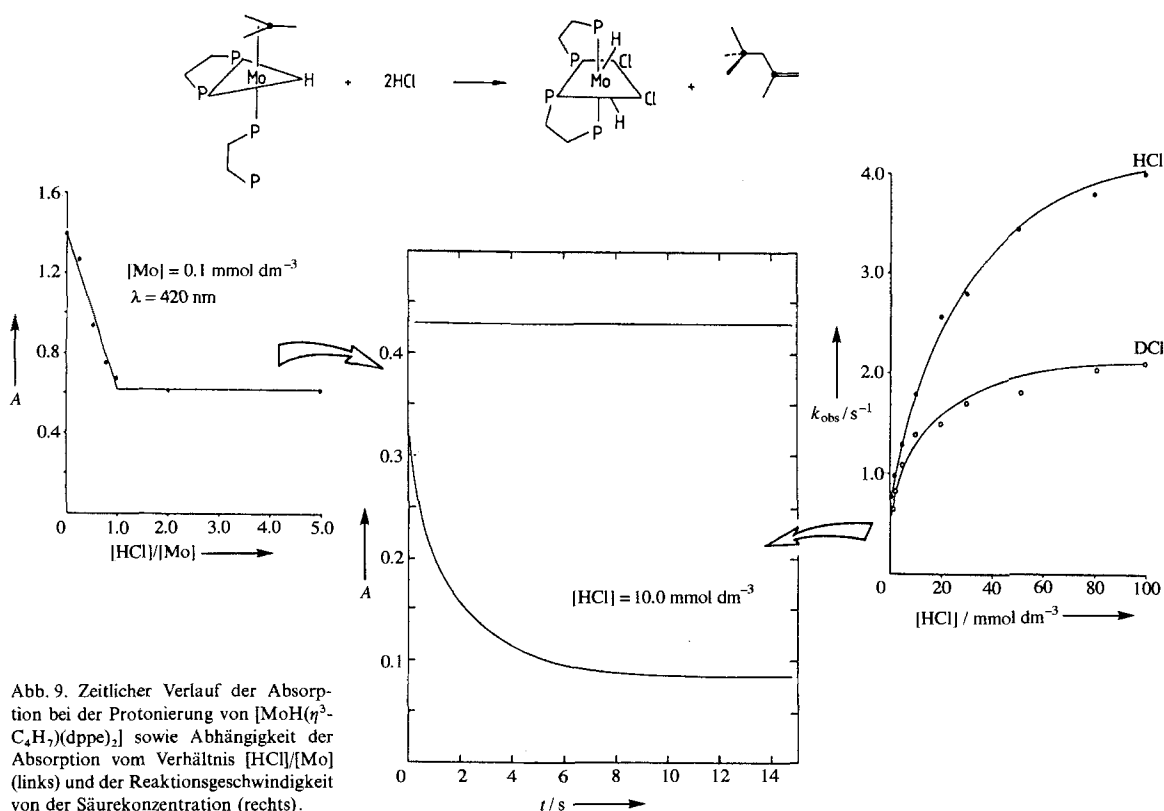 P
P
Mo
H
P
P
+ 2HCl
P
H
P
Cl
Mo
P
Cl
H
P
+
1.6
1.2
0.8
0.4
A
0
1.0
3.0
5.0
[HCl]/[Mo]
[Mo] = 0.1 mmol dm⁻³
λ = 420 nm
0.4
0.3
0.2
0.1
A
0
2
4
6
8
10
12
14
t/s
[HCl] = 10.0 mmol dm⁻³
HCl
4.0
3.0
DCl
2.0
k_obs/s⁻¹
1.0
0
20
40
60
80
100
[HCl] / mmol dm⁻³
Abb. 9. Zeitlicher Verlauf der Absorp-
tion bei der Protonierung von [MoH(η³-
C₄H₇)(dppe)₂] sowie Abhängigkeit der
Absorption vom Verhältnis [HCl]/[Mo]
(links) und der Reaktionsgeschwindigkeit
von der Säurekonzentration (rechts).